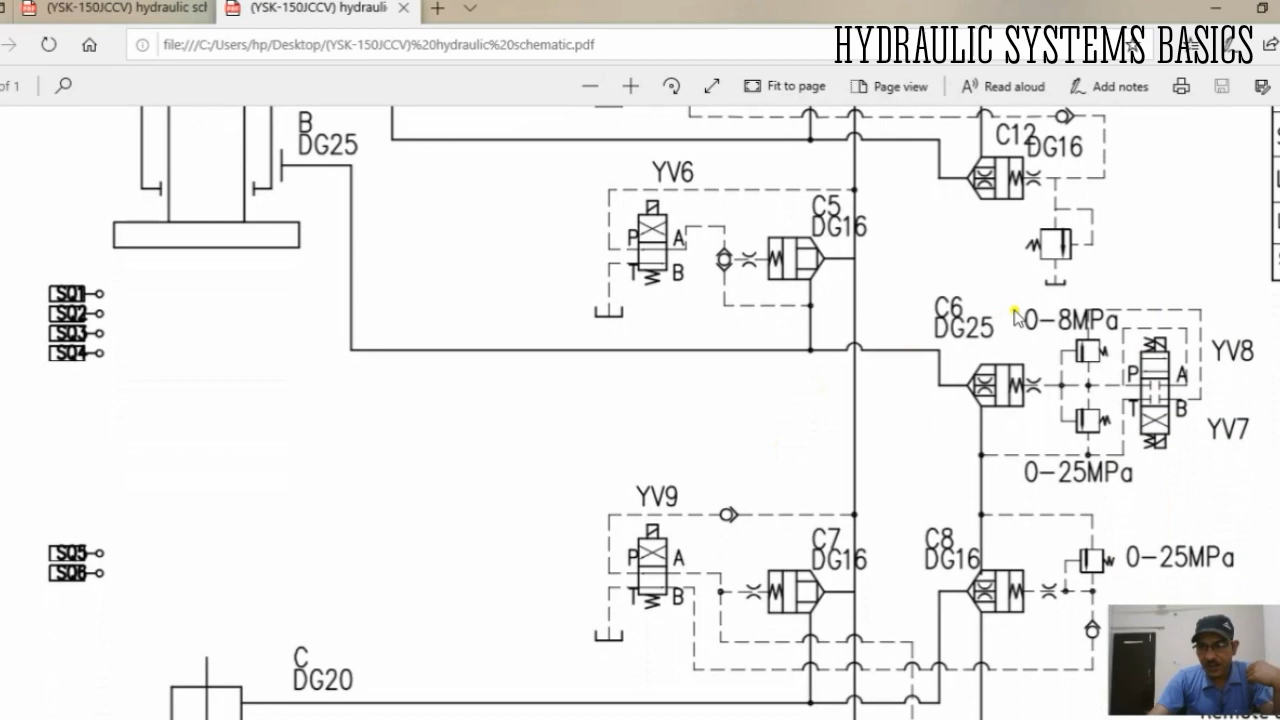 (YSK-150JCCV) hydraulic scl
(YSK-150JCCV) hydrauli
file:///C:/Users/hp/Desktop/(YSK-150JCCV)%20hydraulic%20schematic.pdf
HYDRAULIC SYSTEMS BASICS
of 1
Fit to page
Page view
Read aloud
Add notes
B
DG25
C12
DG16
YV6
C5
DG16
P
A
T
B
SQ1
SQ2
SQ3
SQ4
C6
DG25
0-8MPa
P
A
YV8
T
B
YV7
0-25MPa
YV9
C7
DG16
C8
DG16
P
A
0-25MPa
SQ5
SQ6
T
B
C
DG20